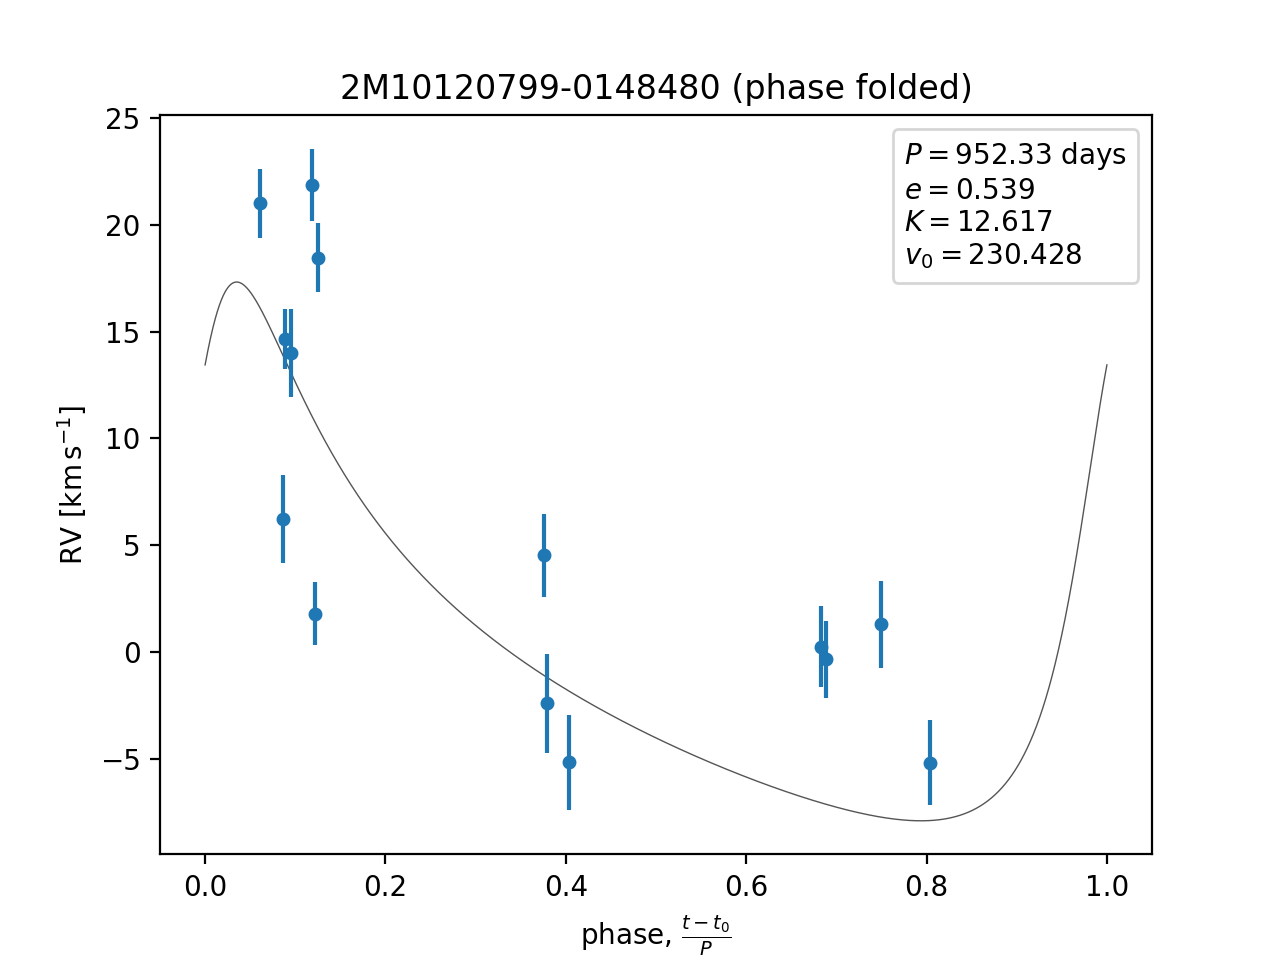 2M10120799-0148480 (phase folded)
P = 952.33 days
e = 0.539
K = 12.617
v₀ = 230.428
RV [km s⁻¹]
25
20
15
10
5
0
−5
0.0 0.2 0.4 0.6 0.8 1.0
phase, (t − t₀)/P